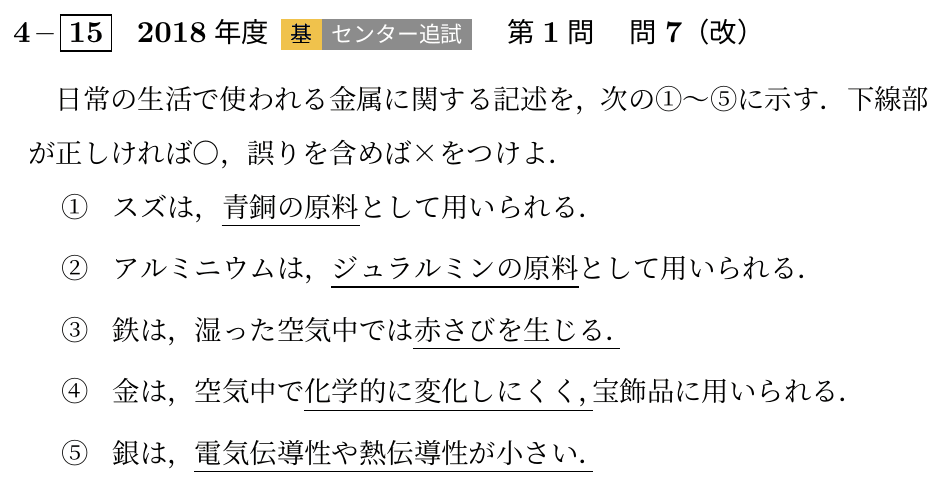 4－15 2018 年度 基 センター追試 第 1 問 問 7（改）
日常の生活で使われる金属に関する記述を，次の①～⑤に示す．下線部
が正しければ○，誤りを含めば×をつけよ．
① スズは，青銅の原料として用いられる．
② アルミニウムは，ジュラルミンの原料として用いられる．
③ 鉄は，湿った空気中では赤さびを生じる．
④ 金は，空気中で化学的に変化しにくく，宝飾品に用いられる．
⑤ 銀は，電気伝導性や熱伝導性が小さい．